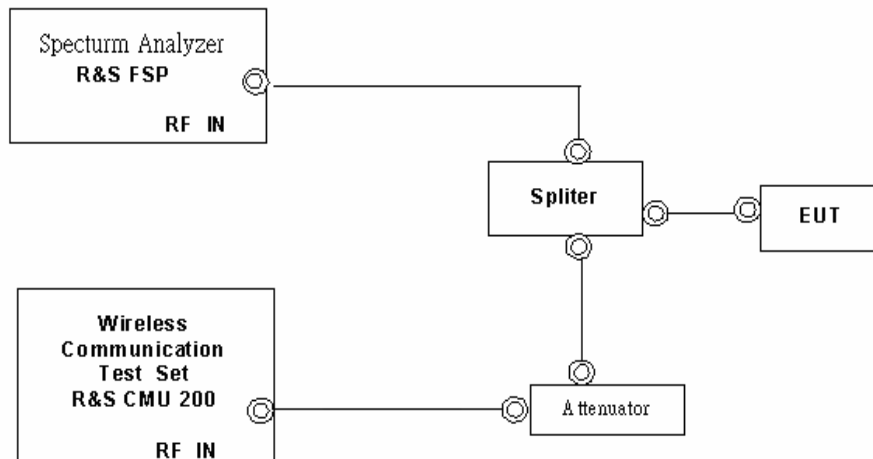 Specturm Analyzer
R&S FSP
RF IN
Spliter
EUT
Wireless
Communication
Test Set
R&S CMU 200
RF IN
Attenuator